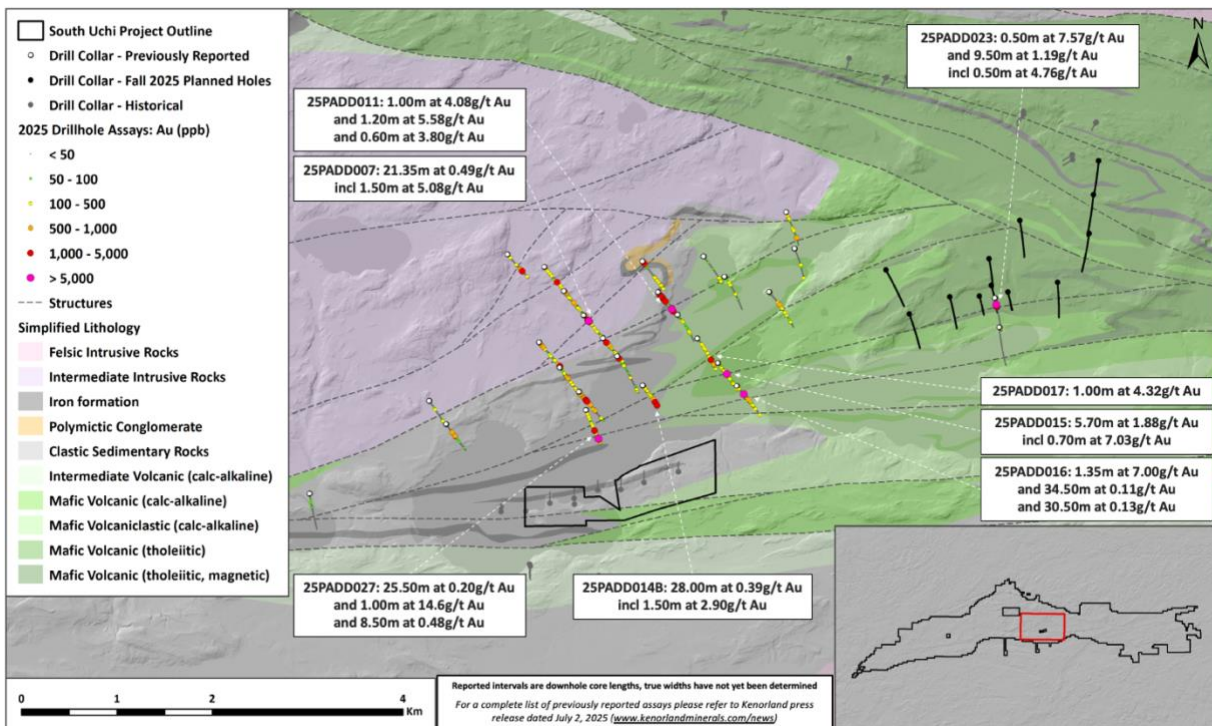 South Uchi Project Outline
Drill Collar - Previously Reported
Drill Collar - Fall 2025 Planned Holes
Drill Collar - Historical
2025 Drillhole Assays: Au (ppb)
< 50
50 - 100
100 - 500
500 - 1,000
1,000 - 5,000
> 5,000
Structures
Simplified Lithology
Felsic Intrusive Rocks
Intermediate Intrusive Rocks
Iron formation
Polymictic Conglomerate
Clastic Sedimentary Rocks
Intermediate Volcanic (calc-alkaline)
Mafic Volcanic (calc-alkaline)
Mafic Volcaniclastic (calc-alkaline)
Mafic Volcanic (tholeiitic)
Mafic Volcanic (tholeiitic, magnetic)
25PADD011: 1.00m at 4.08g/t Au
and 1.20m at 5.58g/t Au
and 0.60m at 3.80g/t Au
25PADD007: 21.35m at 0.49g/t Au
incl 1.50m at 5.08g/t Au
25PADD023: 0.50m at 7.57g/t Au
and 9.50m at 1.19g/t Au
incl 0.50m at 4.76g/t Au
N
25PADD017: 1.00m at 4.32g/t Au
25PADD015: 5.70m at 1.88g/t Au
incl 0.70m at 7.03g/t Au
25PADD016: 1.35m at 7.00g/t Au
and 34.50m at 0.11g/t Au
and 30.50m at 0.13g/t Au
25PADD027: 25.50m at 0.20g/t Au
and 1.00m at 14.6g/t Au
and 8.50m at 0.48g/t Au
25PADD014B: 28.00m at 0.39g/t Au
incl 1.50m at 2.90g/t Au
0 1 2 4
Km
Reported intervals are downhole core lengths, true widths have not yet been determined
For a complete list of previously reported assays please refer to Kenorland press
release dated July 2, 2025 (www.kenorlandminerals.com/news)